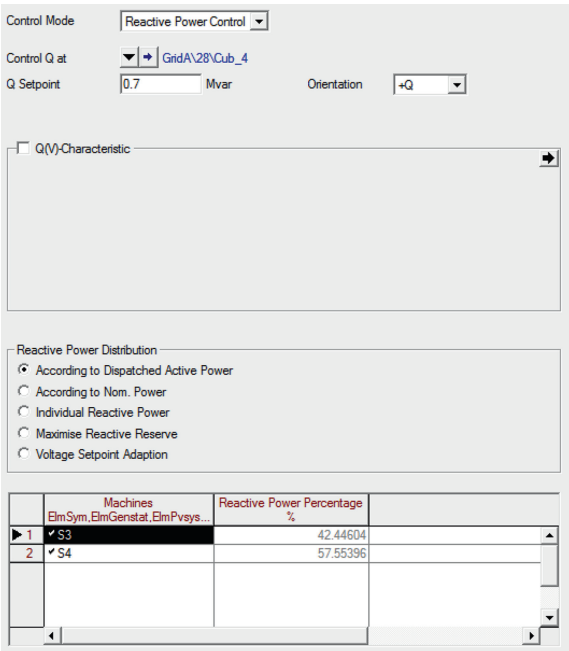 Control Mode Reactive Power Control
Control Q at GridA\28\Cub_4
Q Setpoint 0.7 Mvar Orientation +Q
Q(V)-Characteristic
Reactive Power Distribution
According to Dispatched Active Power
According to Nom. Power
Individual Reactive Power
Maximise Reactive Reserve
Voltage Setpoint Adaption
Machines Reactive Power Percentage
ElmSym,ElmGenstat,ElmPvsys... %
1 S3 42.44604
2 S4 57.55396